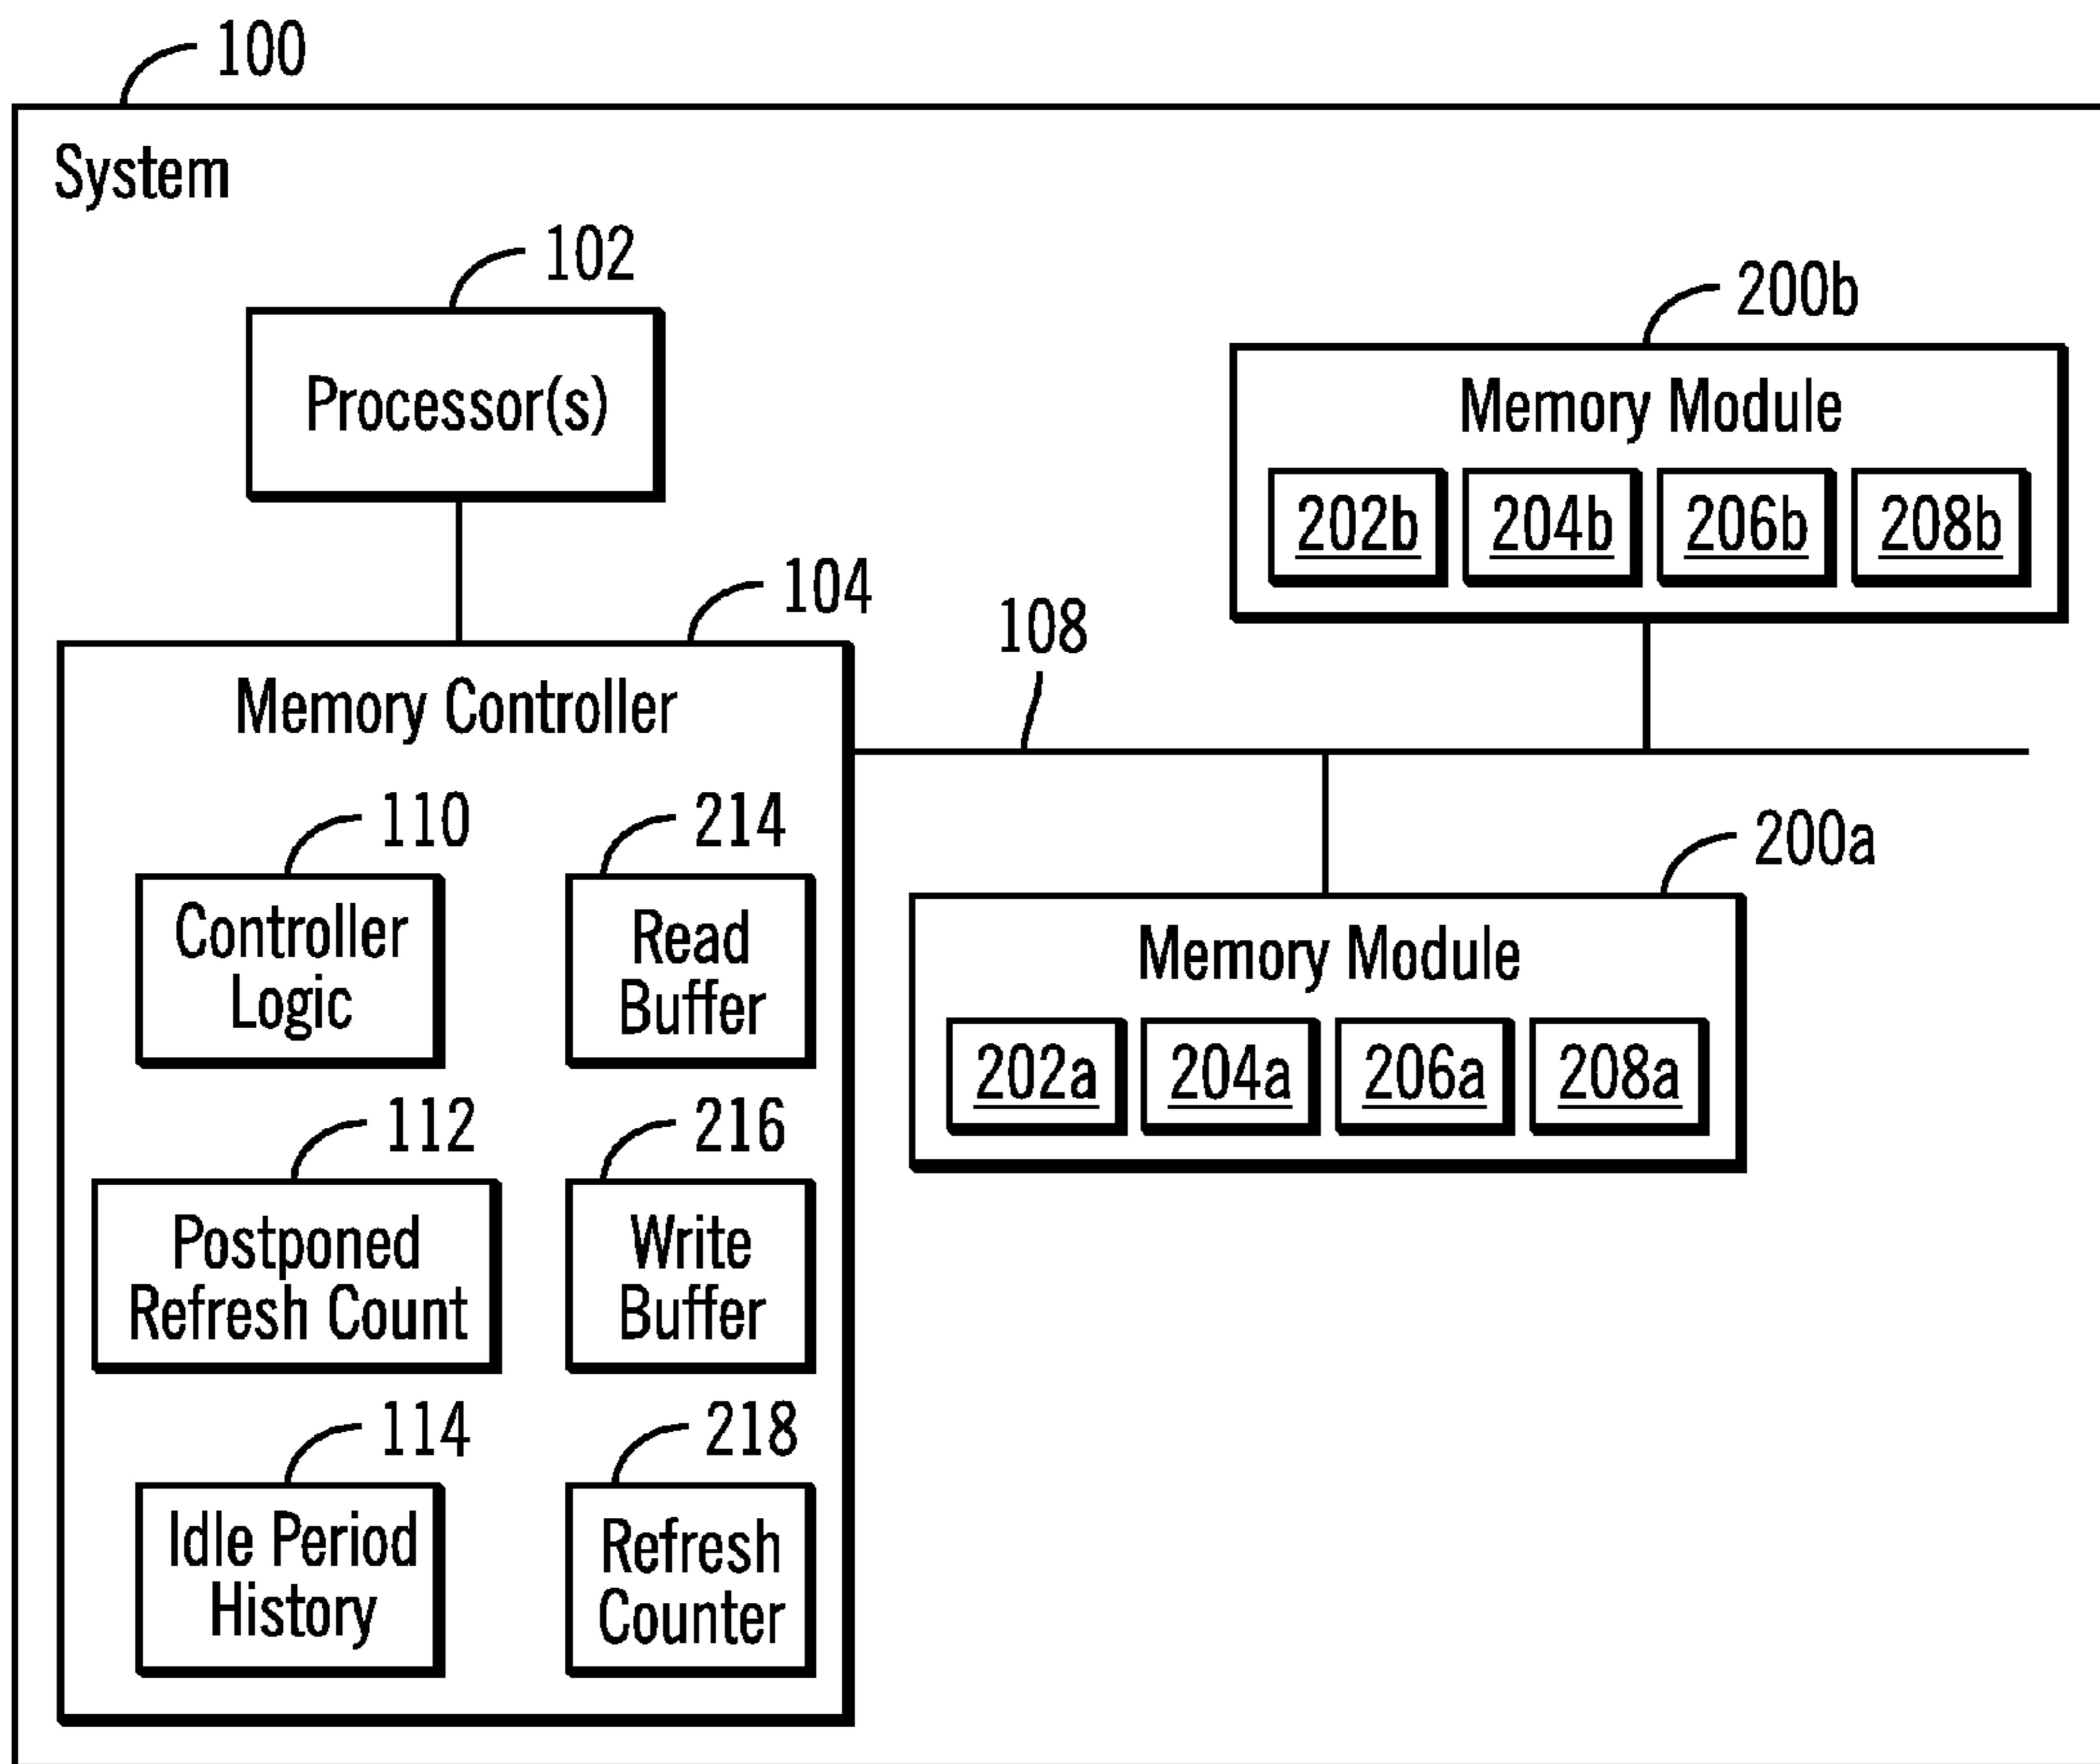 100
System
102
Processor(s)
200b
Memory Module
202b 204b 206b 208b
104
108
Memory Controller
110
Controller
Logic
214
Read
Buffer
112
Postponed
Refresh Count
216
Write
Buffer
114
Idle Period
History
218
Refresh
Counter
200a
Memory Module
202a 204a 206a 208a